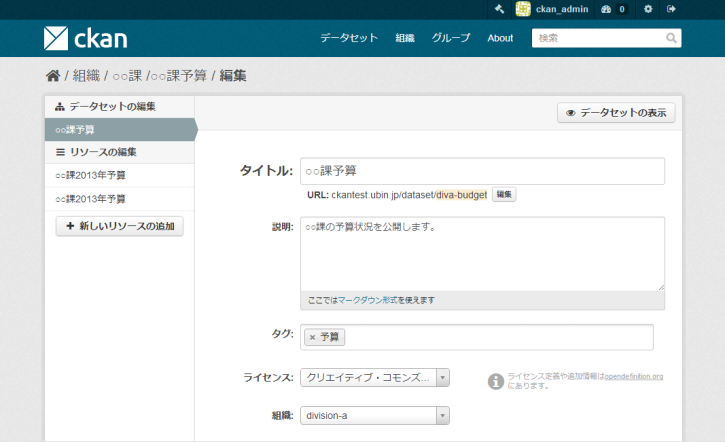 ckan_admin 0
ckan
データセット 組織 グループ About 検索
/ 組織 / ○○課 /○○課予算 / 編集
データセットの編集
データセットの表示
○○課予算
リソースの編集
○○課2013年予算
○○課2013年予算
+ 新しいリソースの追加
タイトル: ○○課予算
URL: ckantest.ubin.jp/dataset/diva-budget 編集
説明: ○○課の予算状況を公開します。
ここではマークダウン形式を使えます
タグ: × 予算
ライセンス: クリエイティブ・コモンズ...
ライセンス定義や追加情報はopendefinition.org
にあります。
組織: division-a